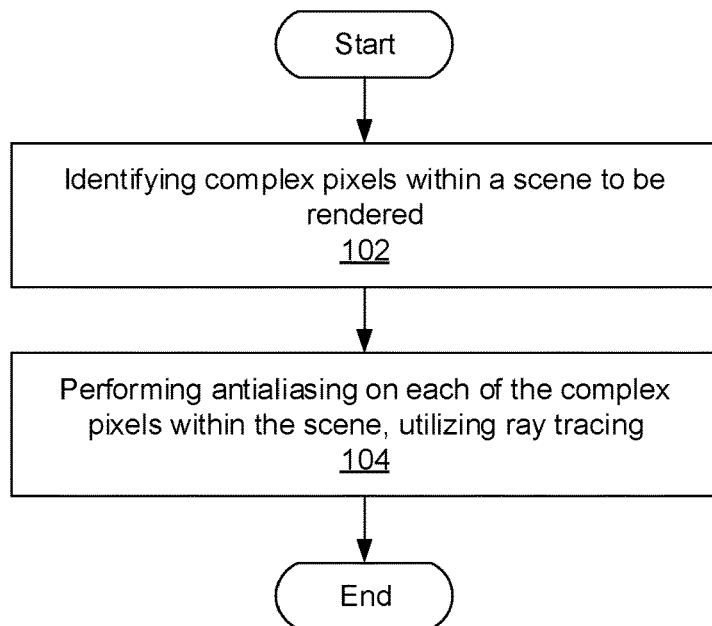 Start
Identifying complex pixels within a scene to be
rendered
102
Performing antialiasing on each of the complex
pixels within the scene, utilizing ray tracing
104
End